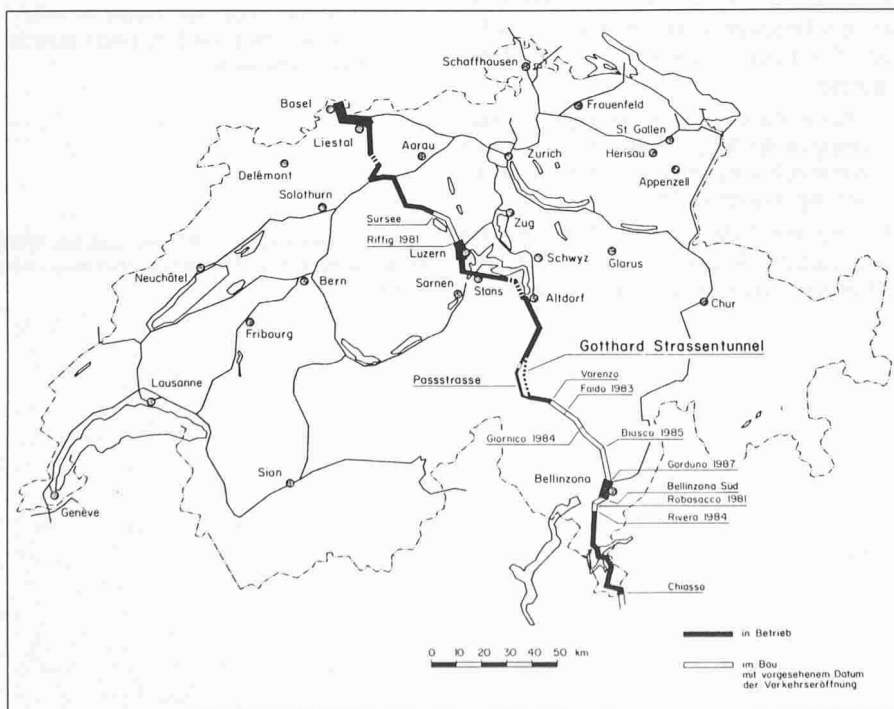 Schaffhausen
Basel
Frauenfeld
Liestal
St Gallen
Aarau
Zürich
Herisau
Delémont
Appenzell
Solothurn
Sursee
Zug
Riffig 1981
Luzern
Schwyz
Glarus
Neuchâtel
Bern
Sarnen
Stans
Altdorf
Chur
Fribourg
Gotthard Strassentunnel
Passstrasse
Varenzo
Lausanne
Faido 1983
Giornico 1984
Biasca 1985
Sion
Gorduno 1987
Bellinzona
Bellinzona Süd
Genève
Robasacco 1981
Rivera 1984
Chiasso
in Betrieb
0 10 20 30 40 50 km
im Bau
mit vorgesehenem Datum
der Verkehrseröffnung